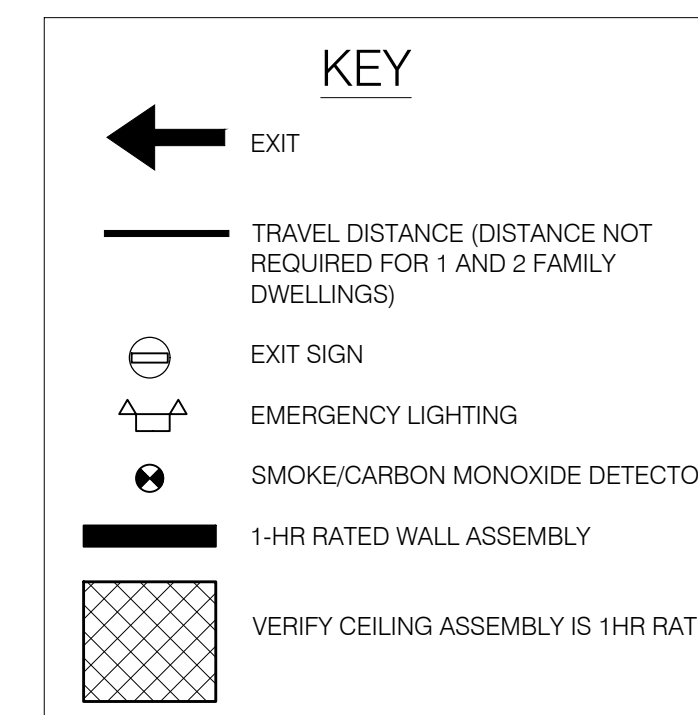 KEY
EXIT
TRAVEL DISTANCE (DISTANCE NOT
REQUIRED FOR 1 AND 2 FAMILY
DWELLINGS)
EXIT SIGN
EMERGENCY LIGHTING
SMOKE/CARBON MONOXIDE DETECTO
1-HR RATED WALL ASSEMBLY
VERIFY CEILING ASSEMBLY IS 1HR RAT